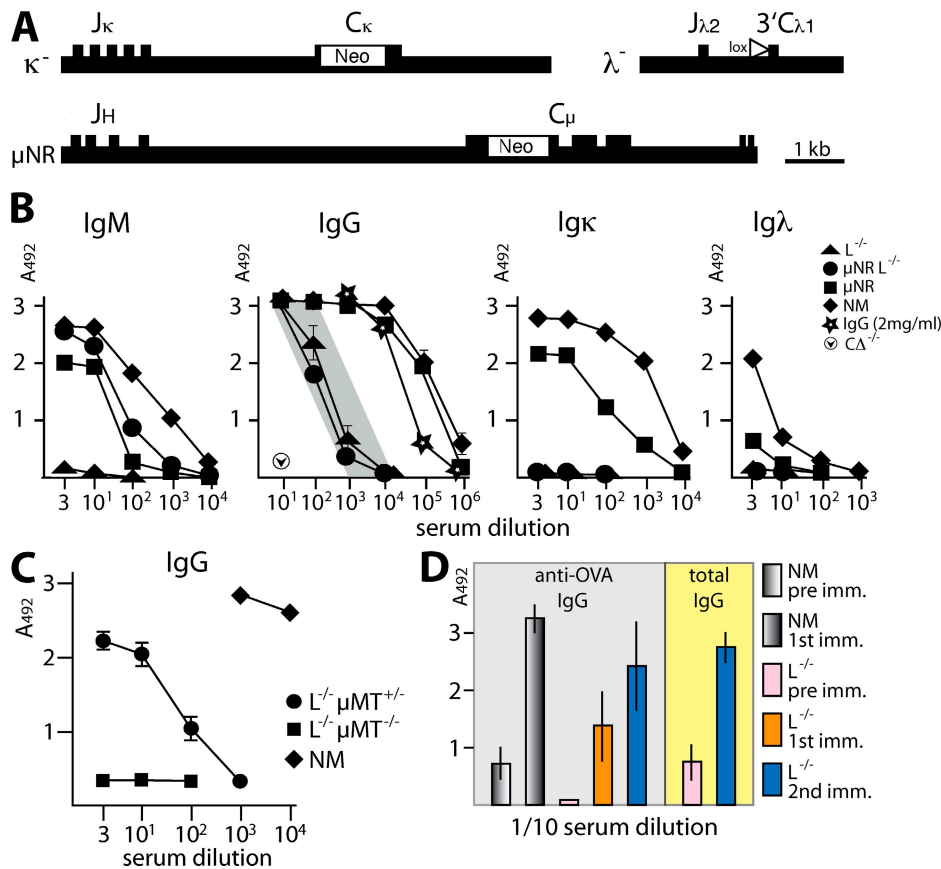 A
Jκ
Cκ
Jλ2
3'Cλ1
κ⁻
Neo
λ⁻
lox
JH
Cμ
μNR
Neo
1 kb
B
IgM
IgG
Igκ
Igλ
A492
A492
A492
A492
L⁻/⁻
μNR L⁻/⁻
μNR
NM
IgG (2mg/ml)
CΔ⁻/⁻
3
2
1
3
2
1
3
2
1
3
2
1
3 10¹ 10² 10³ 10⁴
10¹ 10² 10³ 10⁴ 10⁵ 10⁶
3 10¹ 10² 10³ 10⁴
3 10¹ 10² 10³
serum dilution
C
IgG
A492
3
2
1
L⁻/⁻ μMT⁺/⁻
L⁻/⁻ μMT⁻/⁻
NM
3 10¹ 10² 10³ 10⁴
serum dilution
D
A492
anti-OVA
IgG
total
IgG
3
2
1
NM
pre imm.
NM
1st imm.
L⁻/⁻
pre imm.
L⁻/⁻
1st imm.
L⁻/⁻
2nd imm.
1/10 serum dilution